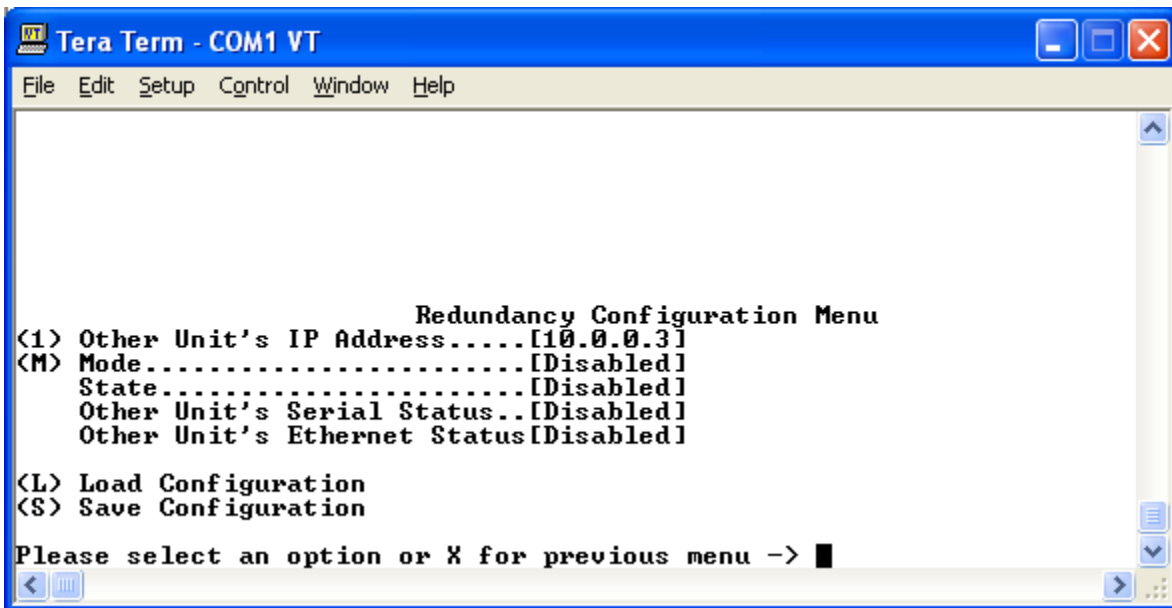 Tera Term - COM1 VT
File Edit Setup Control Window Help
Redundancy Configuration Menu
(1) Other Unit's IP Address.....[10.0.0.3]
(M) Mode........................[Disabled]
State.......................[Disabled]
Other Unit's Serial Status..[Disabled]
Other Unit's Ethernet Status[Disabled]
(L) Load Configuration
(S) Save Configuration
Please select an option or X for previous menu ->